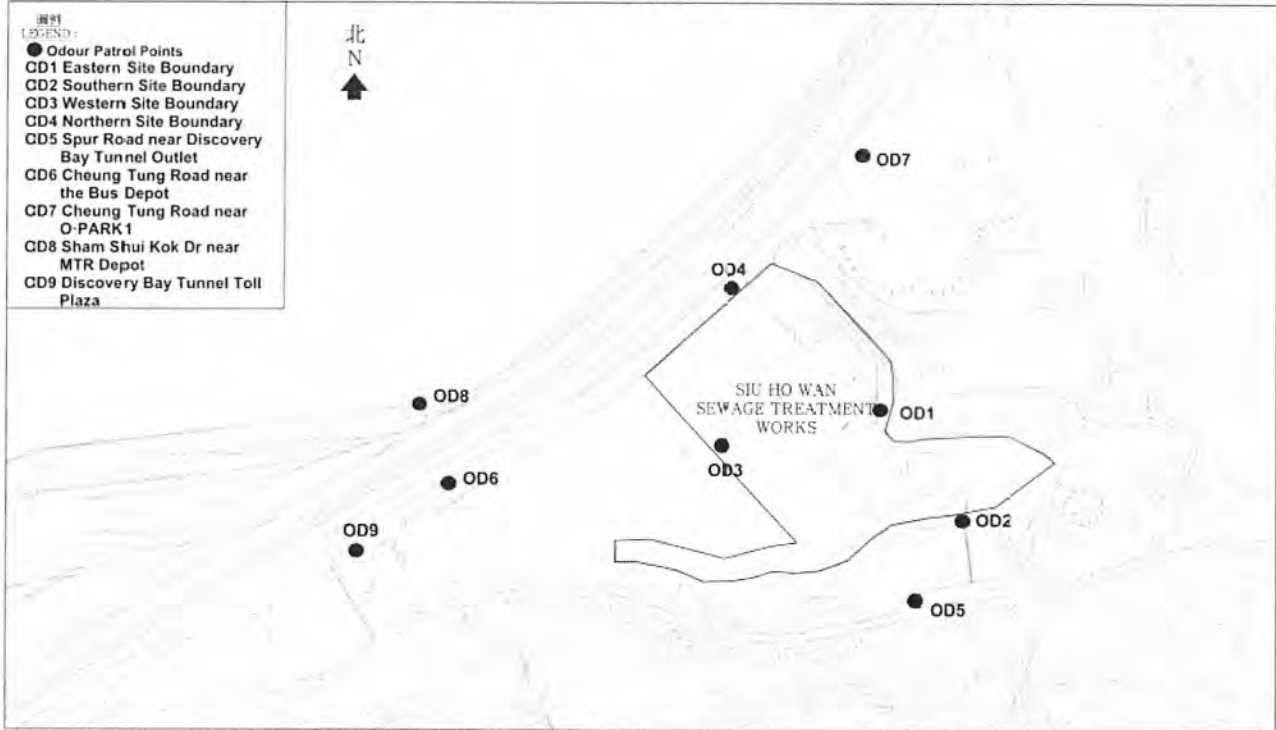 圖例
LEGEND :
Odour Patrol Points
CD1 Eastern Site Boundary
CD2 Southern Site Boundary
CD3 Western Site Boundary
CD4 Northern Site Boundary
CD5 Spur Road near Discovery
Bay Tunnel Outlet
CD6 Cheung Tung Road near
the Bus Depot
CD7 Cheung Tung Road near
O-PARK1
CD8 Sham Shui Kok Dr near
MTR Depot
CD9 Discovery Bay Tunnel Toll
Plaza
北
N
OD7
OD4
OD8
SIU HO WAN
SEWAGE TREATMENT
WORKS
OD1
OD3
OD6
OD2
OD9
OD5